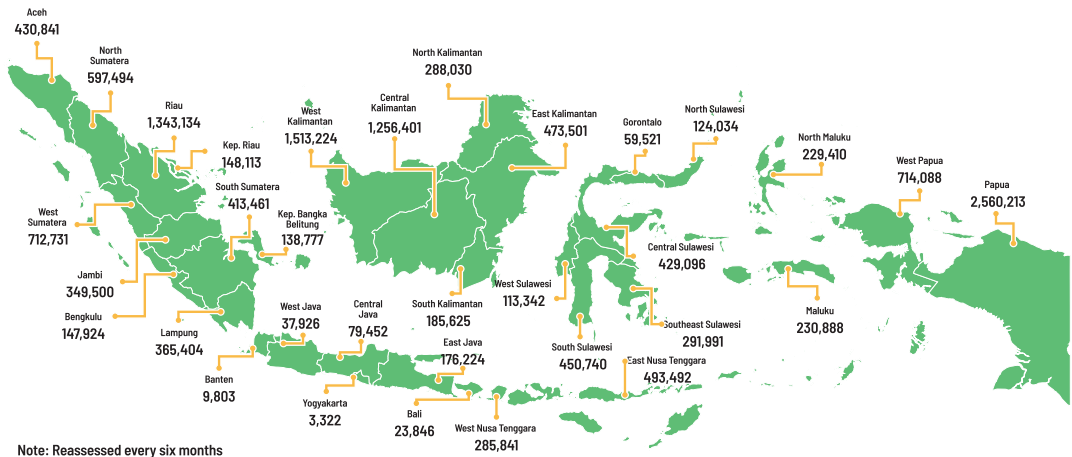 Aceh
430,841
North
Sumatera
597,494
Riau
1,343,134
Kep. Riau
148,113
South Sumatera
413,461
Kep. Bangka
Belitung
138,777
West
Sumatera
712,731
Jambi
349,500
Bengkulu
147,924
Lampung
365,404
West
Kalimantan
1,513,224
Central
Kalimantan
1,256,401
North Kalimantan
288,030
East Kalimantan
473,501
South Kalimantan
185,625
Gorontalo
59,521
North Sulawesi
124,034
Central Sulawesi
429,096
West Sulawesi
113,342
South Sulawesi
450,740
Southeast Sulawesi
291,991
North Maluku
229,410
Maluku
230,888
West Papua
714,088
Papua
2,560,213
Banten
9,803
West Java
37,926
Central
Java
79,452
Yogyakarta
3,322
East Java
176,224
Bali
23,846
West Nusa Tenggara
285,841
East Nusa Tenggara
493,492
Note: Reassessed every six months